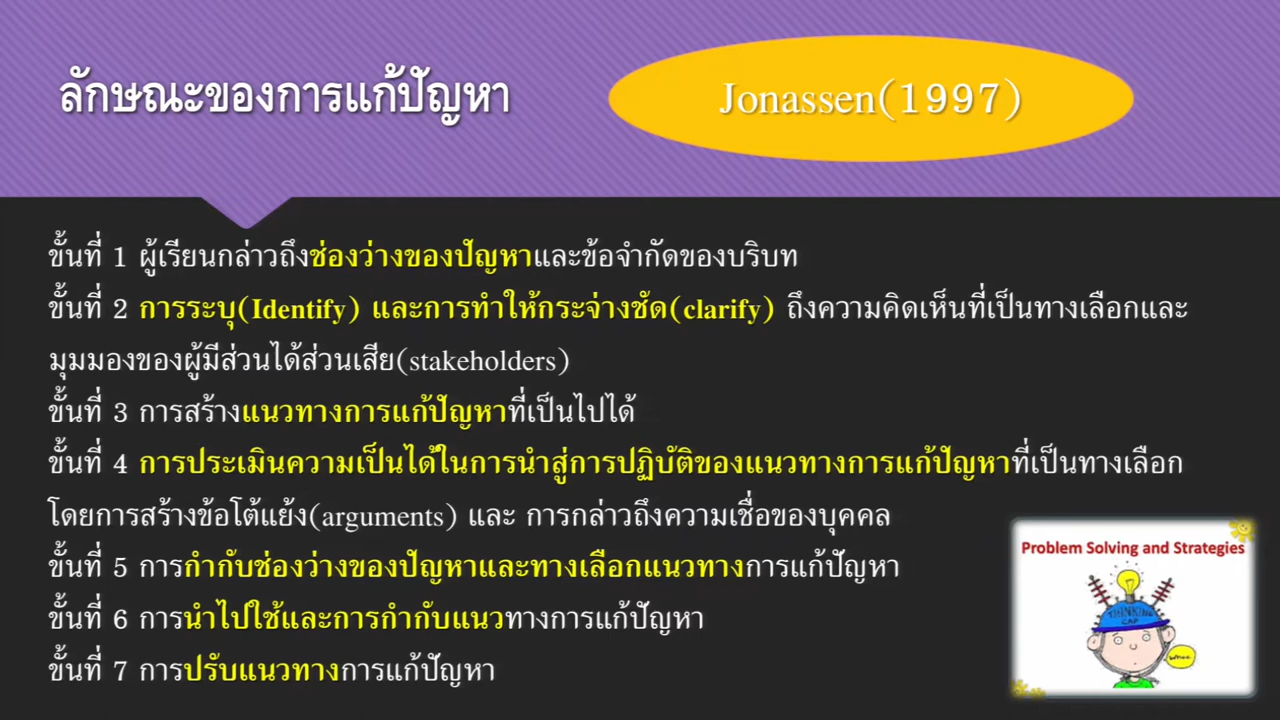 ลักษณะของการแก้ปัญหา
Jonassen(1997)
ขั้นที่ 1 ผู้เรียนกล่าวถึงช่องว่างของปัญหาและข้อจำกัดของบริบท
ขั้นที่ 2 การระบุ(Identify) และการทำให้กระจ่างชัด(clarify) ถึงความคิดเห็นที่เป็นทางเลือกและ
มุมมองของผู้มีส่วนได้ส่วนเสีย(stakeholders)
ขั้นที่ 3 การสร้างแนวทางการแก้ปัญหาที่เป็นไปได้
ขั้นที่ 4 การประเมินความเป็นได้ในการนำสู่การปฏิบัติของแนวทางการแก้ปัญหาที่เป็นทางเลือก
โดยการสร้างข้อโต้แย้ง(arguments) และ การกล่าวถึงความเชื่อของบุคคล
ขั้นที่ 5 การกำกับช่องว่างของปัญหาและทางเลือกแนวทางการแก้ปัญหา
ขั้นที่ 6 การนำไปใช้และการกำกับแนวทางการแก้ปัญหา
ขั้นที่ 7 การปรับแนวทางการแก้ปัญหา
Problem Solving and Strategies
THINKING
CAP